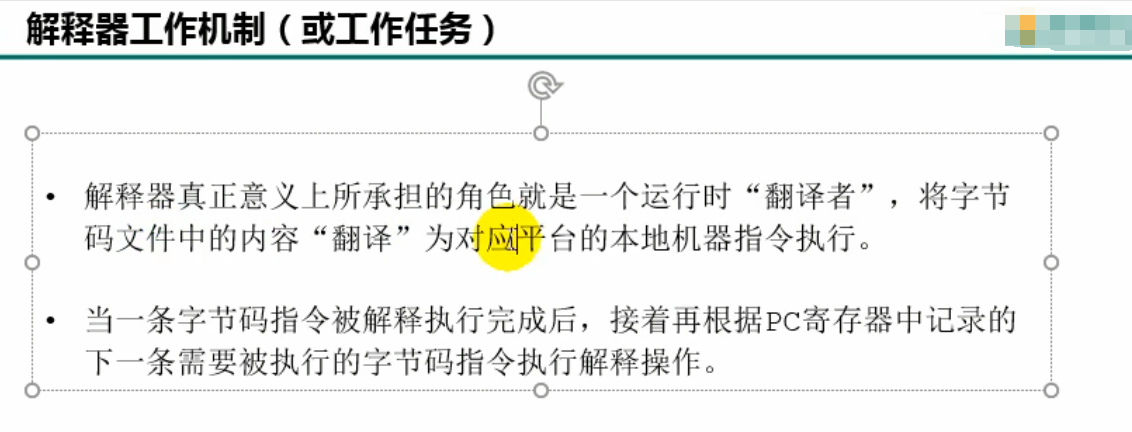 解释器工作机制（或工作任务）
• 解释器真正意义上所承担的角色就是一个运行时“翻译者”，将字节
码文件中的内容“翻译”为对应平台的本地机器指令执行。
• 当一条字节码指令被解释执行完成后，接着再根据PC寄存器中记录的
下一条需要被执行的字节码指令执行解释操作。